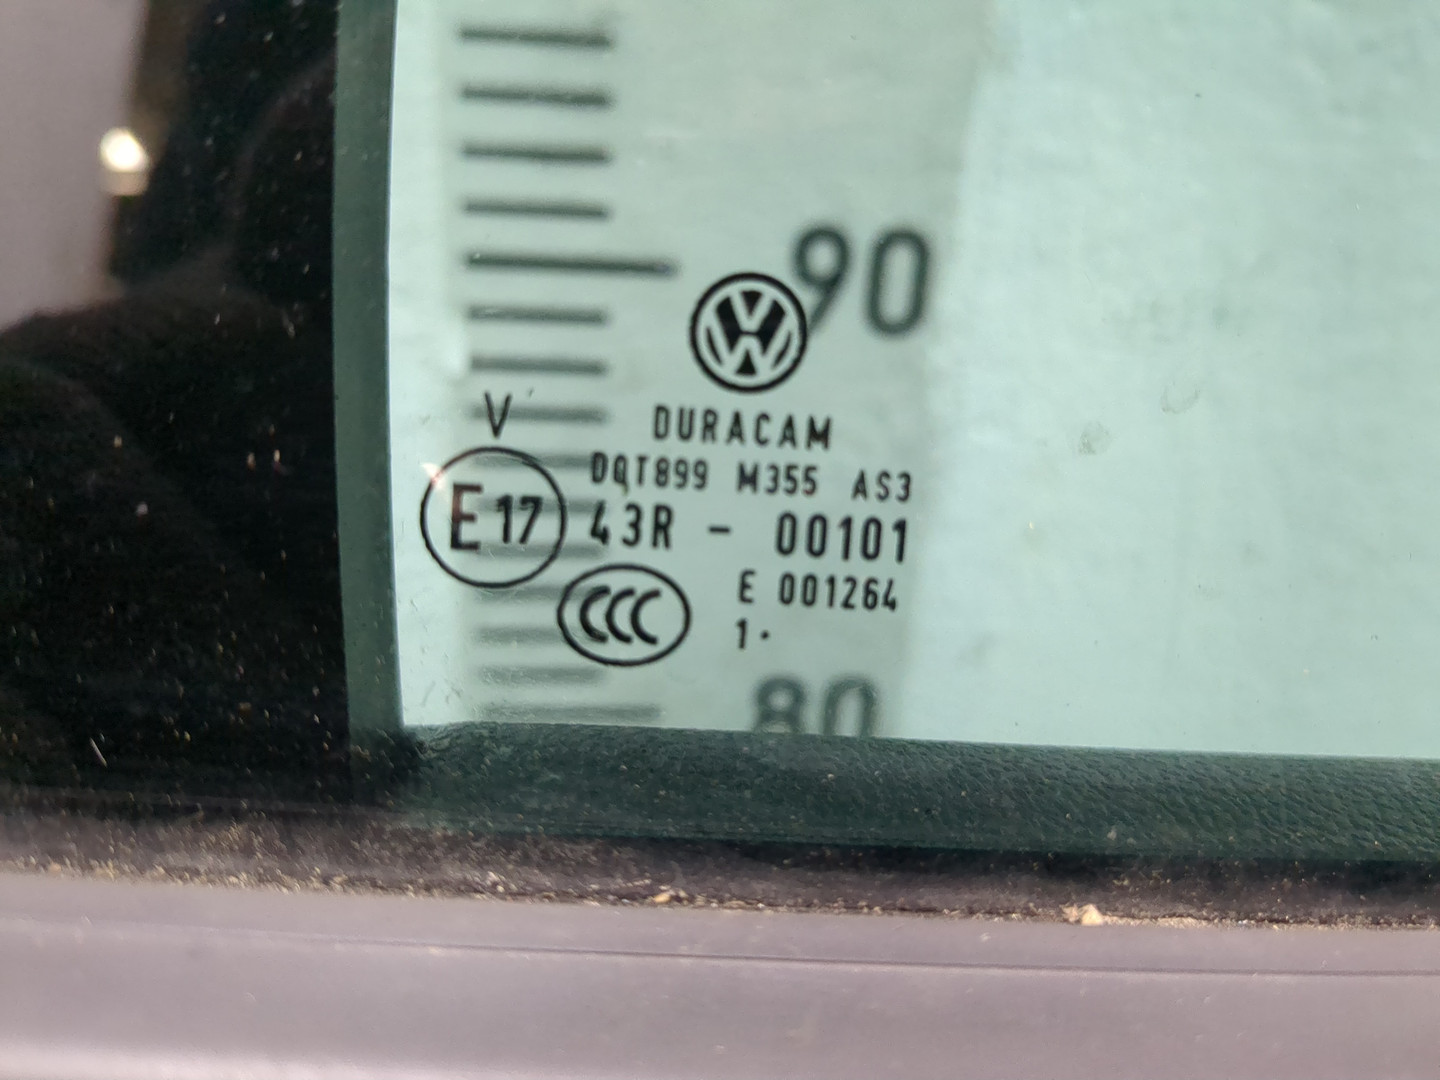 90
V
DURACAM
DQT899 M355 AS3
E17 43R - 00101
CCC
E 001264
1·
80